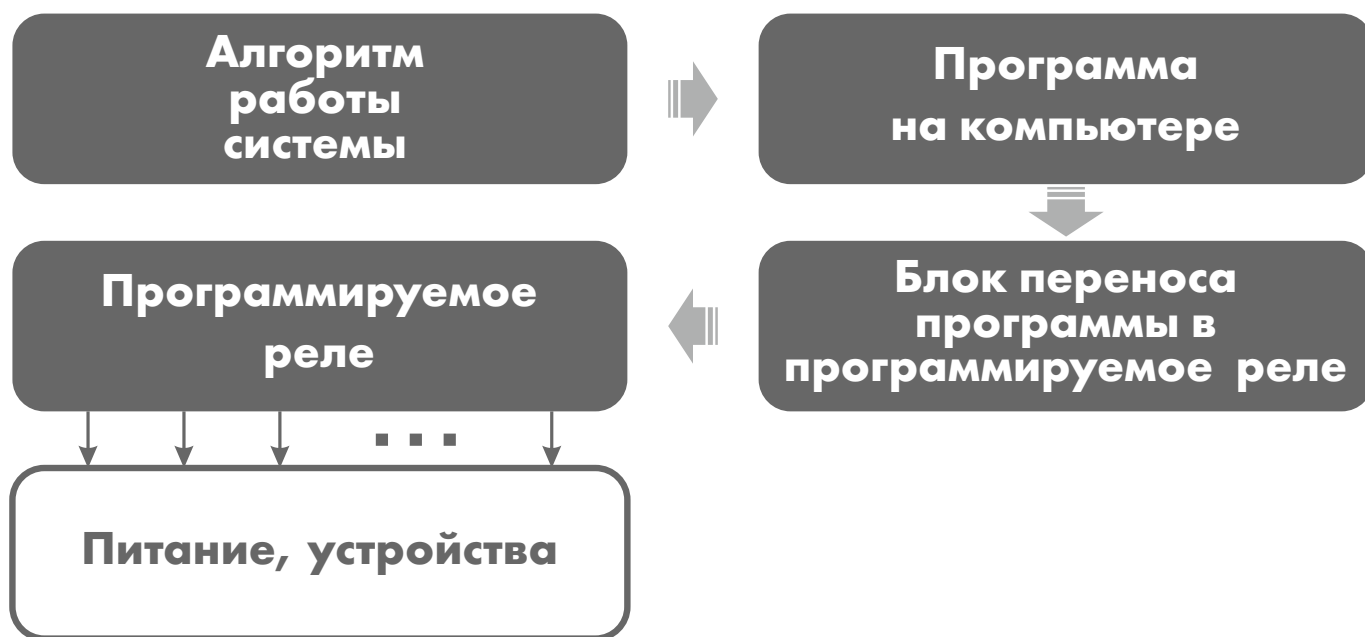 Алгоритм
работы
системы
Программа
на компьютере
Блок переноса
программы в
программируемое реле
Программируемое
реле
...
Питание, устройства